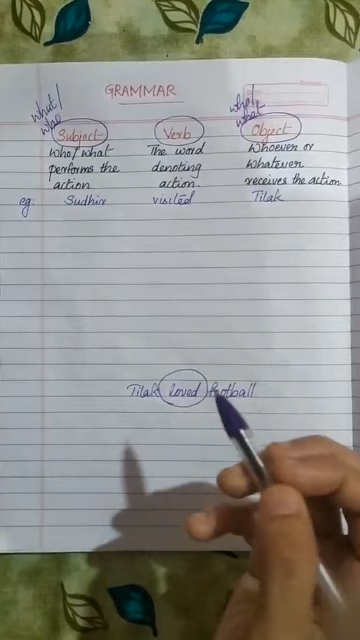 GRAMMAR
what/ who
who/ what
Subject Verb Object
who/what The word Whoever or
performs the denoting whatever
action action. receives the action.
eg: Sudhir visited Tilak
Tilak loved football